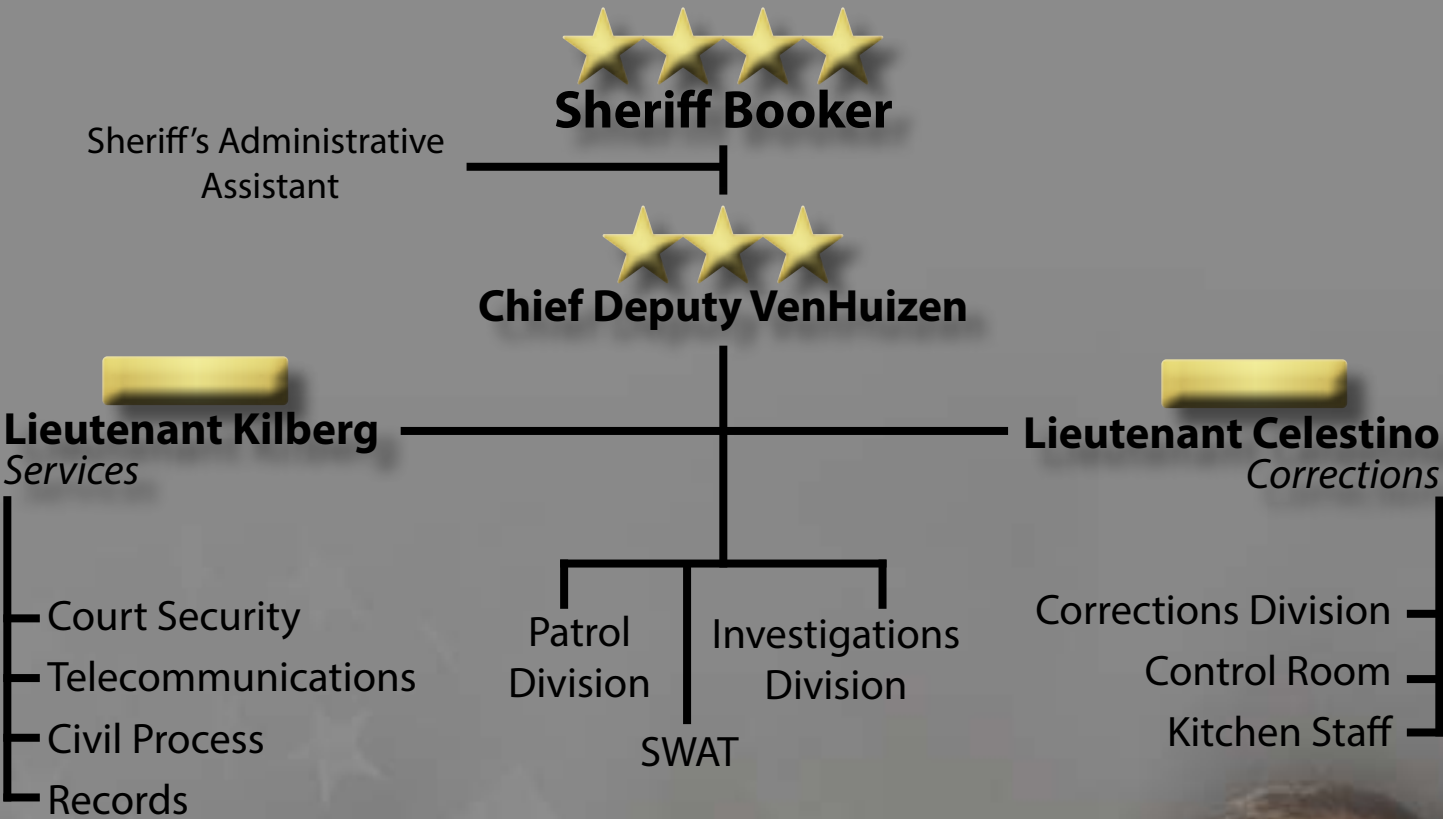 Sheriff Booker
Sheriff’s Administrative
Assistant
Chief Deputy VenHuizen
Lieutenant Kilberg
Services
Lieutenant Celestino
Corrections
Court Security
Telecommunications
Civil Process
Records
Patrol
Division
SWAT
Investigations
Division
Corrections Division
Control Room
Kitchen Staff